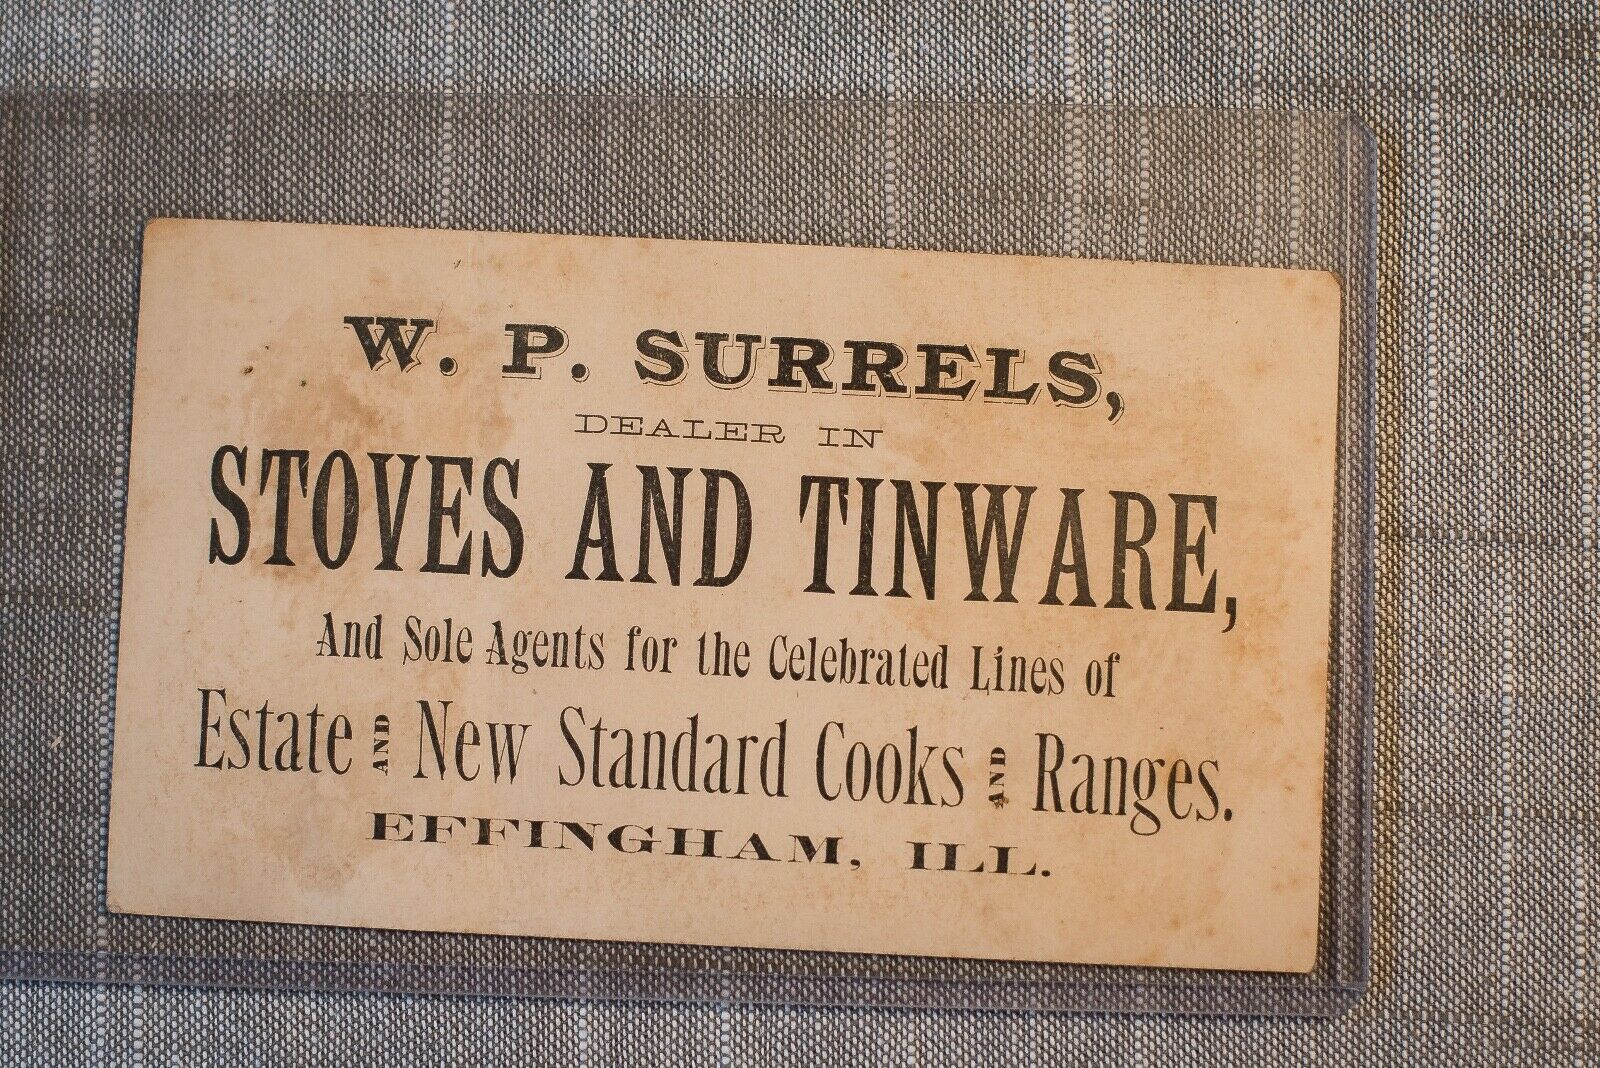 W. P. SURRELS,
DEALER IN
STOVES AND TINWARE,
And Sole Agents for the Celebrated Lines of
Estate AND New Standard Cooks AND Ranges.
EFFINGHAM, ILL.